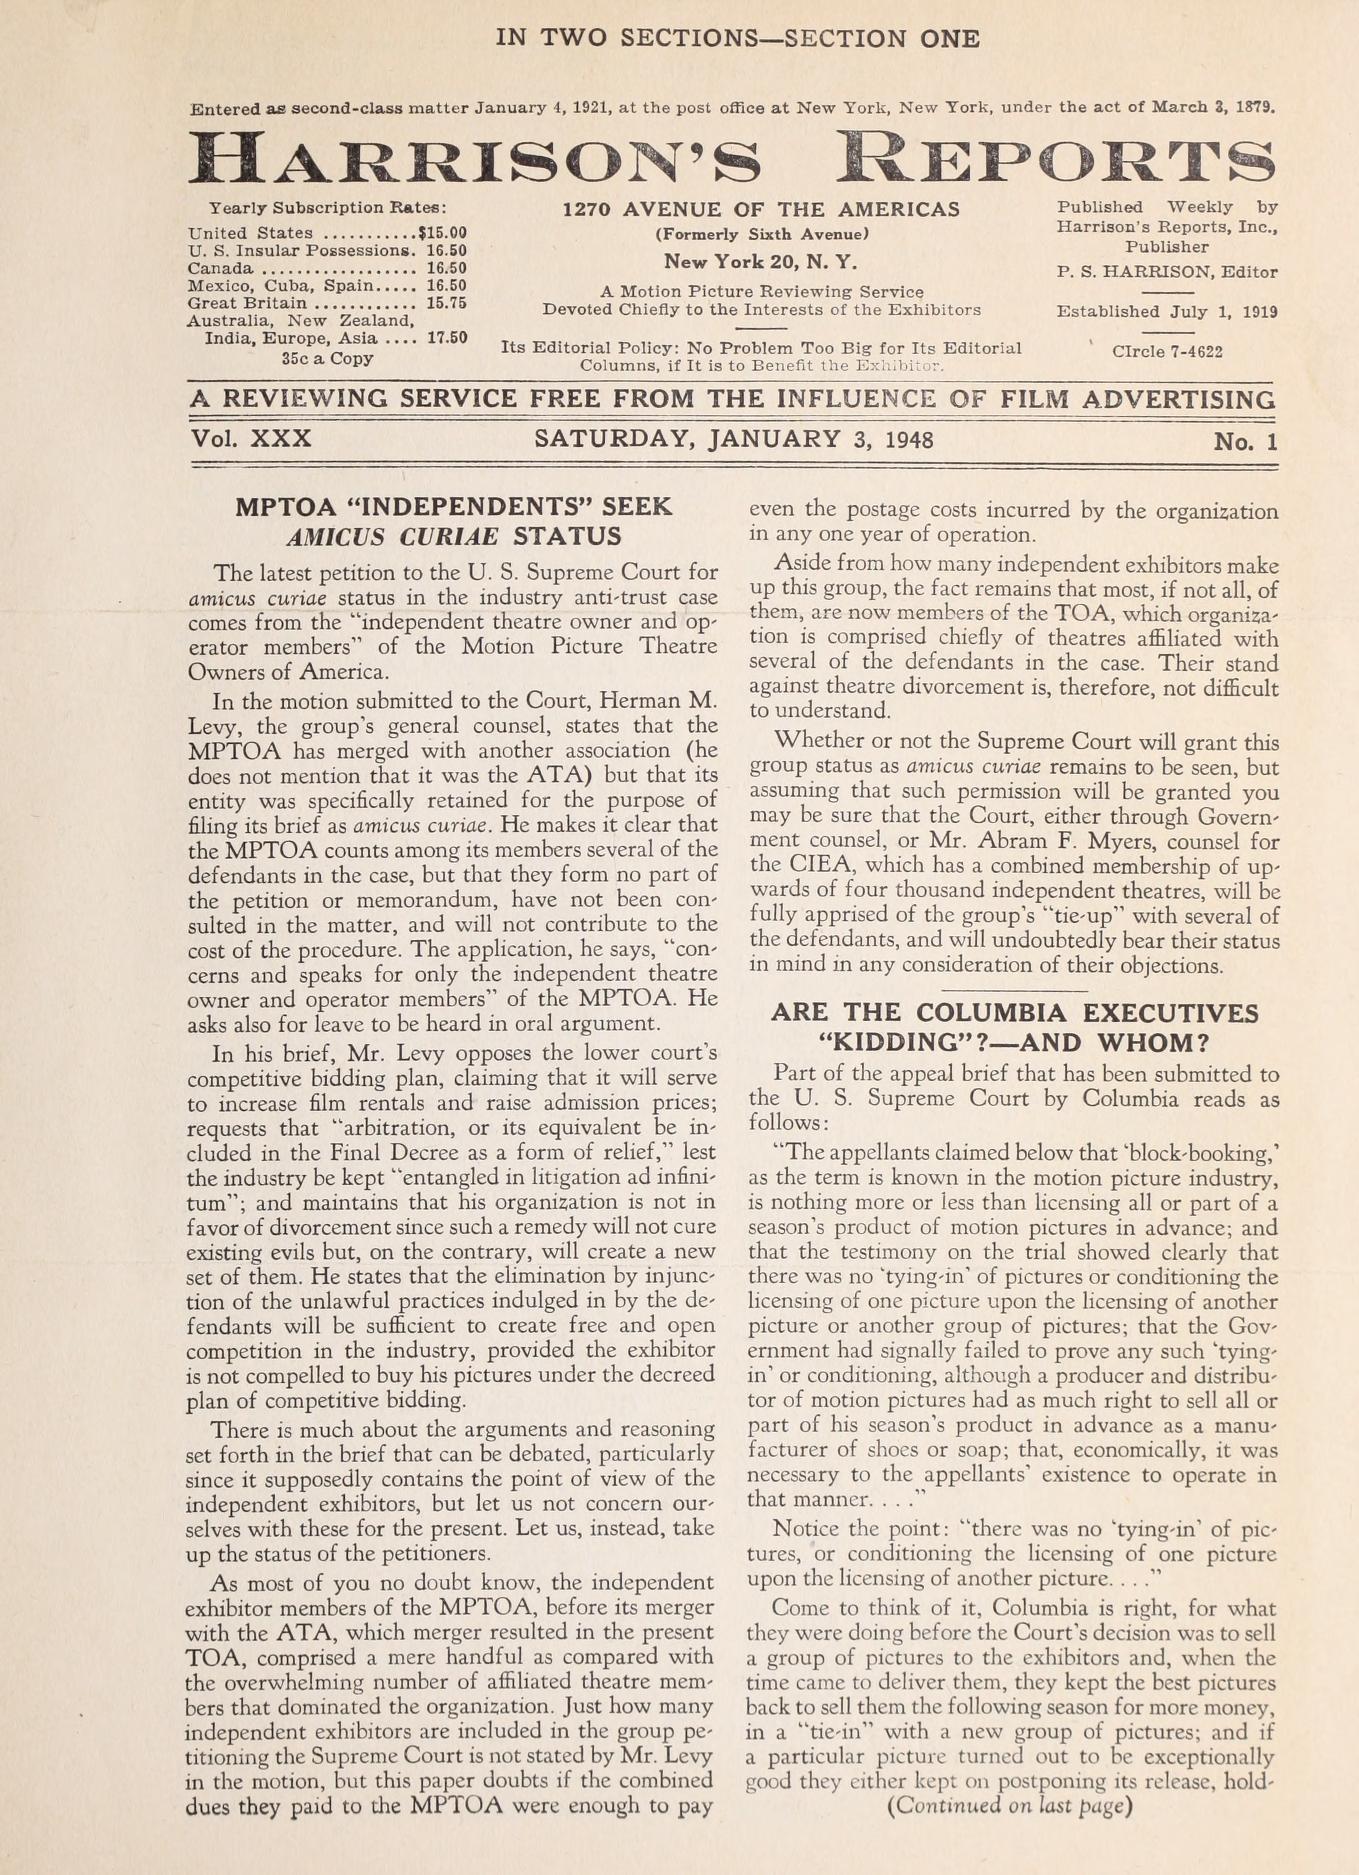 IN TWO SECTIONS—SECTION ONE
Entered as second-class matter January 4, 1921, at the post office at New York, New York, under the act of March 3, 1879.
HARRISON'S REPORTS
Yearly Subscription Rates:
United States ...........$15.00
U. S. Insular Possessions. 16.50
Canada .................. 16.50
Mexico, Cuba, Spain..... 16.50
Great Britain ............ 15.75
Australia, New Zealand,
India, Europe, Asia .... 17.50
35c a Copy
1270 AVENUE OF THE AMERICAS
(Formerly Sixth Avenue)
New York 20, N. Y.
A Motion Picture Reviewing Service
Devoted Chiefly to the Interests of the Exhibitors
Its Editorial Policy: No Problem Too Big for Its Editorial
Columns, if It is to Benefit the Exhibitor.
Published Weekly by
Harrison's Reports, Inc.,
Publisher
P. S. HARRISON, Editor
Established July 1, 1919
CIrcle 7-4622
A REVIEWING SERVICE FREE FROM THE INFLUENCE OF FILM ADVERTISING
Vol. XXX SATURDAY, JANUARY 3, 1948 No. 1
MPTOA "INDEPENDENTS" SEEK
AMICUS CURIAE STATUS
The latest petition to the U. S. Supreme Court for
amicus curiae status in the industry anti-trust case
comes from the "independent theatre owner and op-
erator members" of the Motion Picture Theatre
Owners of America.
In the motion submitted to the Court, Herman M.
Levy, the group's general counsel, states that the
MPTOA has merged with another association (he
does not mention that it was the ATA) but that its
entity was specifically retained for the purpose of
filing its brief as amicus curiae. He makes it clear that
the MPTOA counts among its members several of the
defendants in the case, but that they form no part of
the petition or memorandum, have not been con-
sulted in the matter, and will not contribute to the
cost of the procedure. The application, he says, "con-
cerns and speaks for only the independent theatre
owner and operator members" of the MPTOA. He
asks also for leave to be heard in oral argument.
In his brief, Mr. Levy opposes the lower court's
competitive bidding plan, claiming that it will serve
to increase film rentals and raise admission prices;
requests that "arbitration, or its equivalent be in-
cluded in the Final Decree as a form of relief," lest
the industry be kept "entangled in litigation ad infini-
tum"; and maintains that his organization is not in
favor of divorcement since such a remedy will not cure
existing evils but, on the contrary, will create a new
set of them. He states that the elimination by injunc-
tion of the unlawful practices indulged in by the de-
fendants will be sufficient to create free and open
competition in the industry, provided the exhibitor
is not compelled to buy his pictures under the decreed
plan of competitive bidding.
There is much about the arguments and reasoning
set forth in the brief that can be debated, particularly
since it supposedly contains the point of view of the
independent exhibitors, but let us not concern our-
selves with these for the present. Let us, instead, take
up the status of the petitioners.
As most of you no doubt know, the independent
exhibitor members of the MPTOA, before its merger
with the ATA, which merger resulted in the present
TOA, comprised a mere handful as compared with
the overwhelming number of affiliated theatre mem-
bers that dominated the organization. Just how many
independent exhibitors are included in the group pe-
titioning the Supreme Court is not stated by Mr. Levy
in the motion, but this paper doubts if the combined
dues they paid to the MPTOA were enough to pay
even the postage costs incurred by the organization
in any one year of operation.
Aside from how many independent exhibitors make
up this group, the fact remains that most, if not all, of
them, are now members of the TOA, which organiza-
tion is comprised chiefly of theatres affiliated with
several of the defendants in the case. Their stand
against theatre divorcement is, therefore, not difficult
to understand.
Whether or not the Supreme Court will grant this
group status as amicus curiae remains to be seen, but
assuming that such permission will be granted you
may be sure that the Court, either through Govern-
ment counsel, or Mr. Abram F. Myers, counsel for
the CIEA, which has a combined membership of up-
wards of four thousand independent theatres, will be
fully apprised of the group's "tie-up" with several of
the defendants, and will undoubtedly bear their status
in mind in any consideration of their objections.
ARE THE COLUMBIA EXECUTIVES
"KIDDING"?—AND WHOM?
Part of the appeal brief that has been submitted to
the U. S. Supreme Court by Columbia reads as
follows:
"The appellants claimed below that 'block-booking,'
as the term is known in the motion picture industry,
is nothing more or less than licensing all or part of a
season's product of motion pictures in advance; and
that the testimony on the trial showed clearly that
there was no 'tying-in' of pictures or conditioning the
licensing of one picture upon the licensing of another
picture or another group of pictures; that the Gov-
ernment had signally failed to prove any such 'tying-
in' or conditioning, although a producer and distribu-
tor of motion pictures had as much right to sell all or
part of his season's product in advance as a manu-
facturer of shoes or soap; that, economically, it was
necessary to the appellants' existence to operate in
that manner. . . ."
Notice the point: "there was no 'tying-in' of pic-
tures, or conditioning the licensing of one picture
upon the licensing of another picture. . . ."
Come to think of it, Columbia is right, for what
they were doing before the Court's decision was to sell
a group of pictures to the exhibitors and, when the
time came to deliver them, they kept the best pictures
back to sell them the following season for more money,
in a "tie-in" with a new group of pictures; and if
a particular picture turned out to be exceptionally
good they either kept on postponing its release, hold-
(Continued on last page)